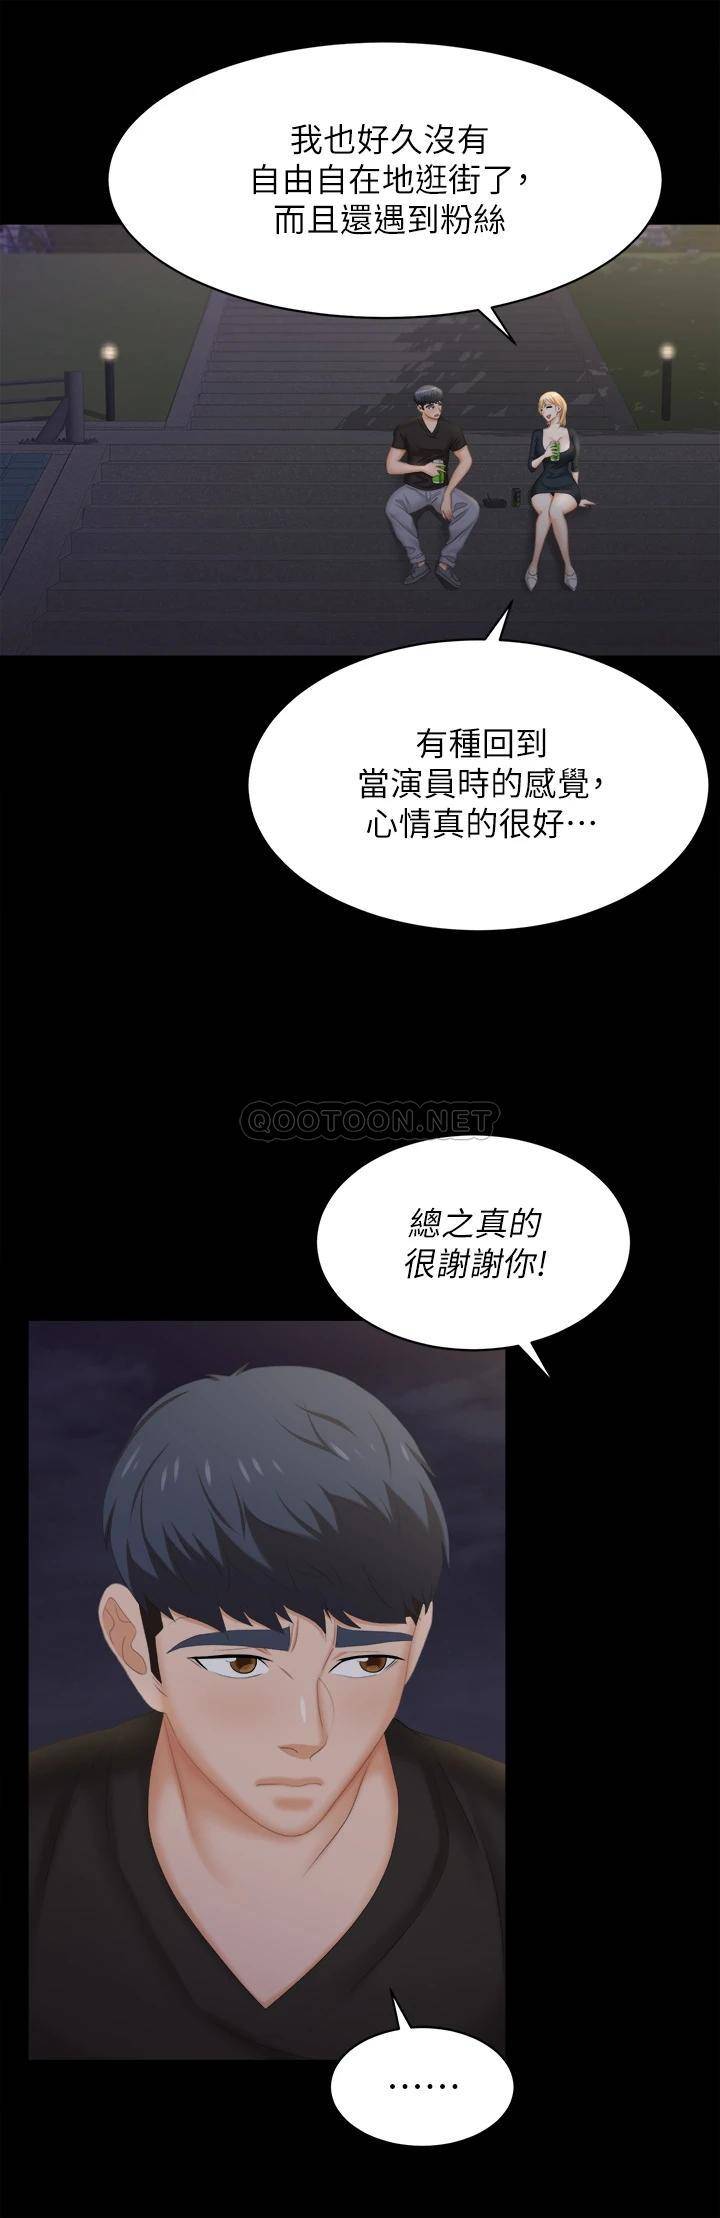 我也好久沒有
自由自在地逛街了，
而且還遇到粉絲
有種回到
當演員時的感覺，
心情真的很好⋯
QOOTOON.NET
總之真的
很謝謝你!
⋯⋯